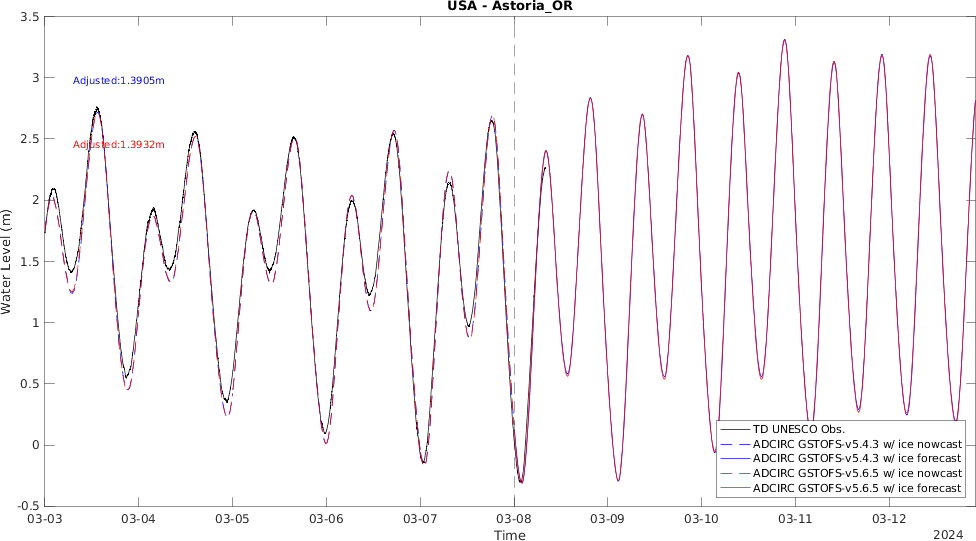 USA - Astoria_OR
3.5
3
2.5
2
1.5
1
0.5
0
-0.5
Water Level (m)
Adjusted:1.3905m
Adjusted:1.3932m
TD UNESCO Obs.
ADCIRC GSTOFS-v5.4.3 w/ ice nowcast
ADCIRC GSTOFS-v5.4.3 w/ ice forecast
ADCIRC GSTOFS-v5.6.5 w/ ice nowcast
ADCIRC GSTOFS-v5.6.5 w/ ice forecast
03-03 03-04 03-05 03-06 03-07 03-08 03-09 03-10 03-11 03-12
Time
2024